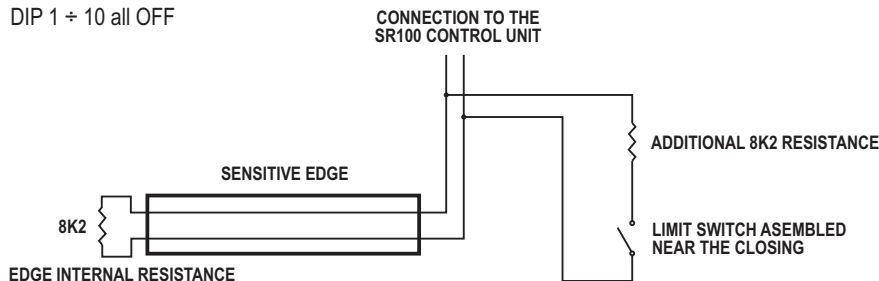 DIP 1 ÷ 10 all OFF
CONNECTION TO THE
SR100 CONTROL UNIT
ADDITIONAL 8K2 RESISTANCE
SENSITIVE EDGE
8K2
LIMIT SWITCH ASEMBLED
NEAR THE CLOSING
EDGE INTERNAL RESISTANCE